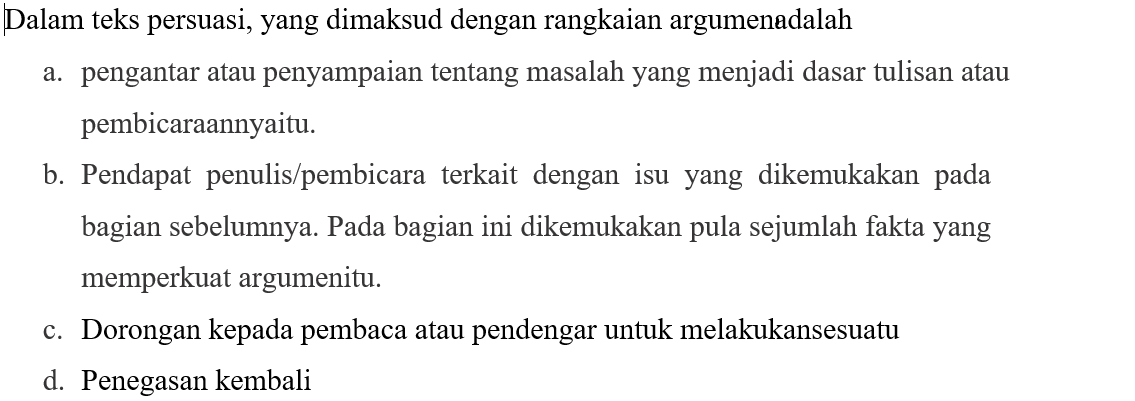 Dalam teks persuasi, yang dimaksud dengan rangkaian argumenadalah
a. pengantar atau penyampaian tentang masalah yang menjadi dasar tulisan atau
pembicaraannyaitu.
b. Pendapat penulis/pembicara terkait dengan isu yang dikemukakan pada
bagian sebelumnya. Pada bagian ini dikemukakan pula sejumlah fakta yang
memperkuat argumenitu.
c. Dorongan kepada pembaca atau pendengar untuk melakukansesuatu
d. Penegasan kembali